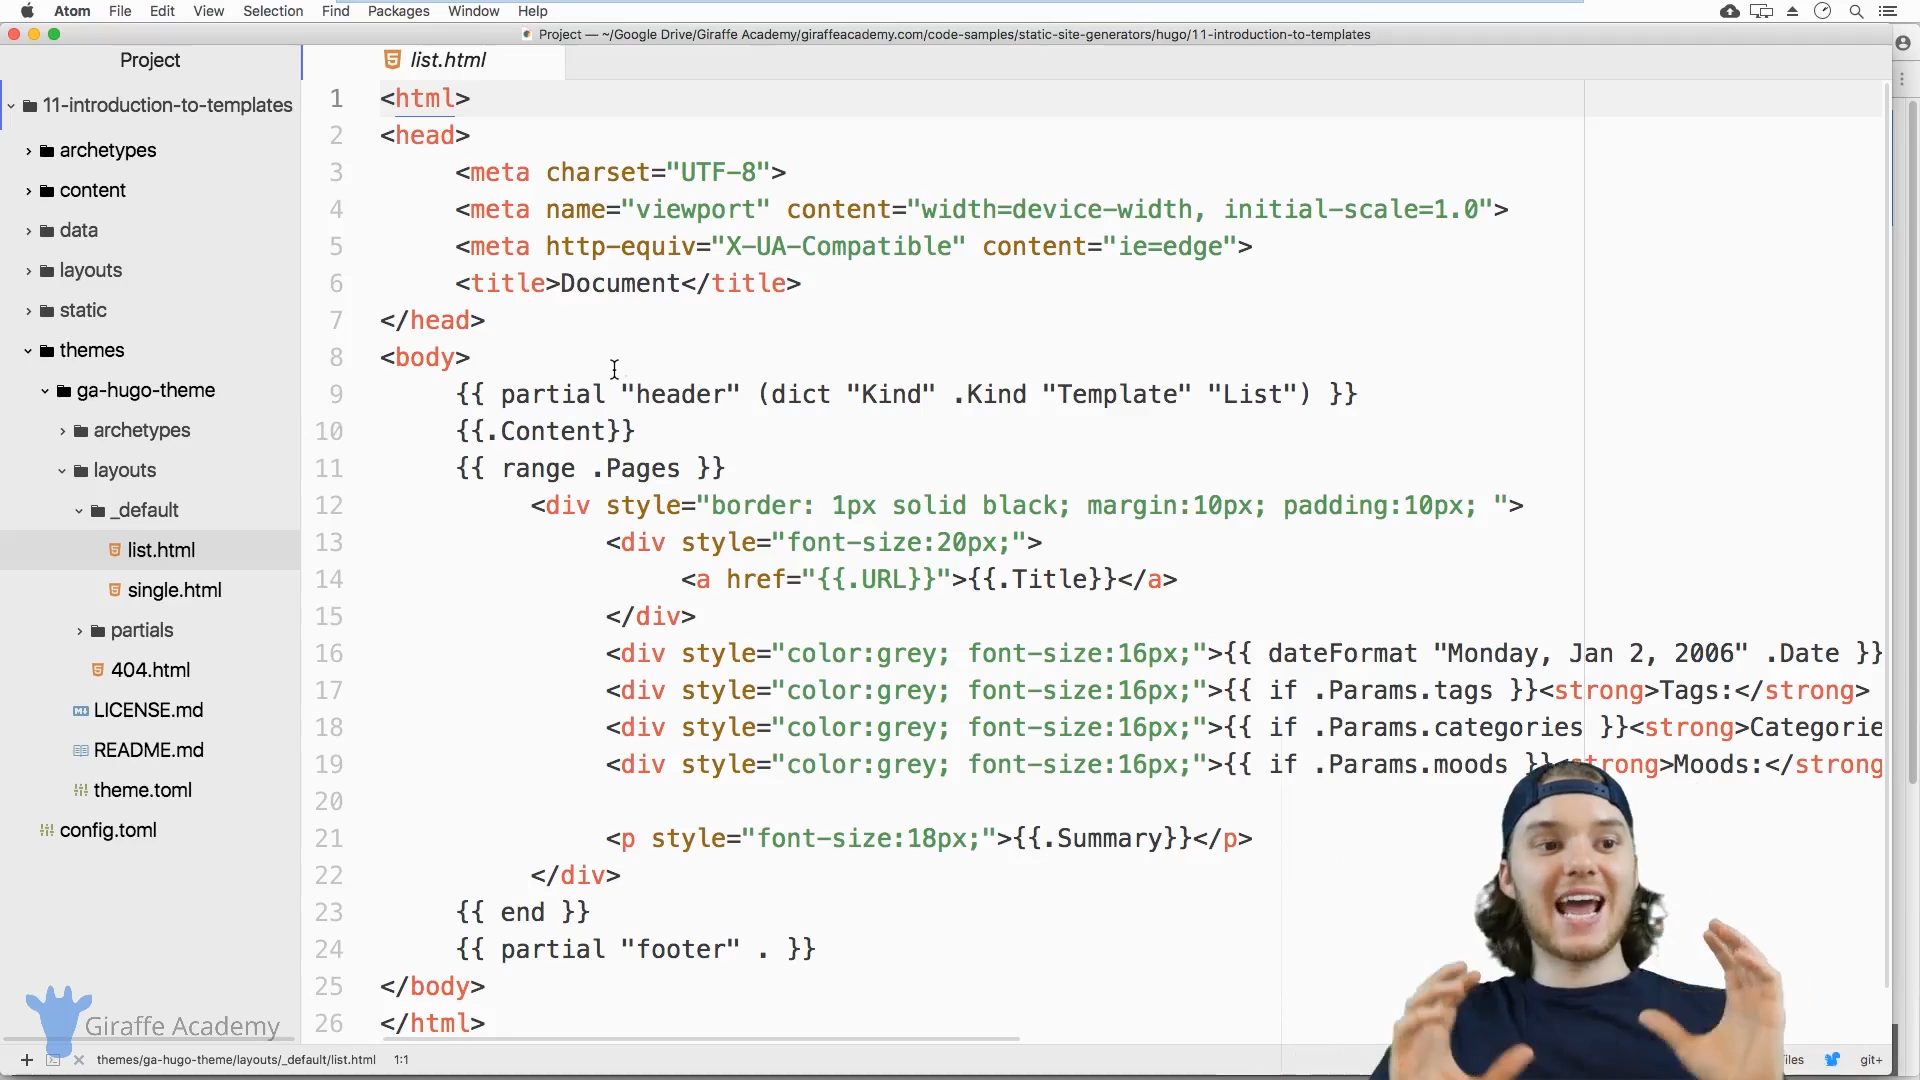 Atom File Edit View Selection Find Packages Window Help
Project — ~/Google Drive/Giraffe Academy/giraffeacademy.com/code-samples/static-site-generators/hugo/11-introduction-to-templates
Project
11-introduction-to-templates
archetypes
content
data
layouts
static
themes
ga-hugo-theme
archetypes
layouts
_default
list.html
single.html
partials
404.html
LICENSE.md
README.md
theme.toml
config.toml
Giraffe Academy
list.html
1 <html>
2 <head>
3 <meta charset="UTF-8">
4 <meta name="viewport" content="width=device-width, initial-scale=1.0">
5 <meta http-equiv="X-UA-Compatible" content="ie=edge">
6 <title>Document</title>
7 </head>
8 <body>
9 {{ partial "header" (dict "Kind" .Kind "Template" "List") }}
10 {{.Content}}
11 {{ range .Pages }}
12 <div style="border: 1px solid black; margin:10px; padding:10px; ">
13 <div style="font-size:20px;">
14 <a href="{{.URL}}">{{.Title}}</a>
15 </div>
16 <div style="color:grey; font-size:16px;">{{ dateFormat "Monday, Jan 2, 2006" .Date }}
17 <div style="color:grey; font-size:16px;">{{ if .Params.tags }}<strong>Tags:</strong>
18 <div style="color:grey; font-size:16px;">{{ if .Params.categories }}<strong>Categorie
19 <div style="color:grey; font-size:16px;">{{ if .Params.moods }}<strong>Moods:</strong
20
21 <p style="font-size:18px;">{{.Summary}}</p>
22 </div>
23 {{ end }}
24 {{ partial "footer" . }}
25 </body>
26 </html>
themes/ga-hugo-theme/layouts/_default/list.html 1:1
iles git+